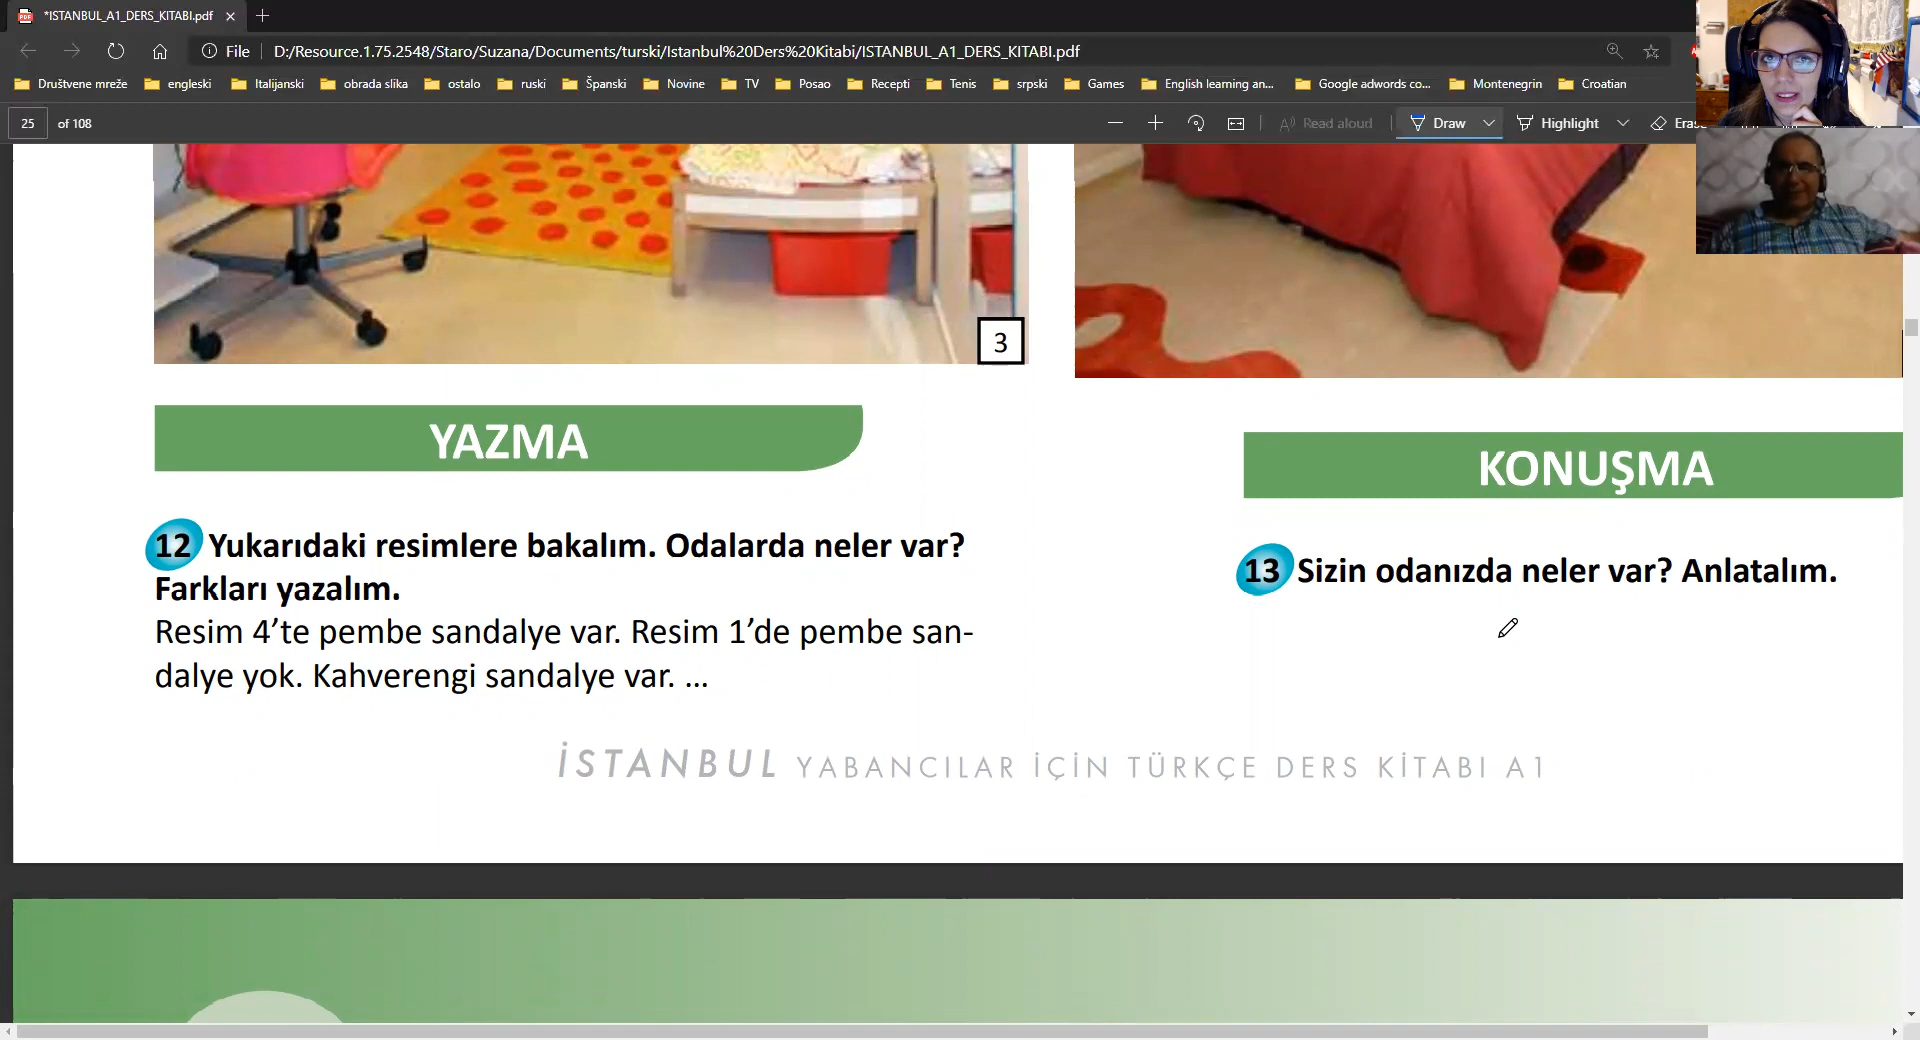 *ISTANBUL_A1_DERS_KITABI.pdf
File D:/Resource.1.75.2548/Staro/Suzana/Documents/turski/Istanbul%20Ders%20Kitabi/ISTANBUL_A1_DERS_KITABI.pdf
Društvene mreže engleski Italijanski obrada slika ostalo ruski Španski Novine TV Posao Recepti Tenis srpski Games English learning an... Google adwords co... Montenegrin Croatian
25 of 108 Read aloud Draw Highlight
3
YAZMA
12 Yukarıdaki resimlere bakalım. Odalarda neler var?
Farkları yazalım.
Resim 4’te pembe sandalye var. Resim 1’de pembe san-
dalye yok. Kahverengi sandalye var. ...
KONUŞMA
13 Sizin odanızda neler var? Anlatalım.
İSTANBUL YABANCILAR İÇİN TÜRKÇE DERS KİTABI A1